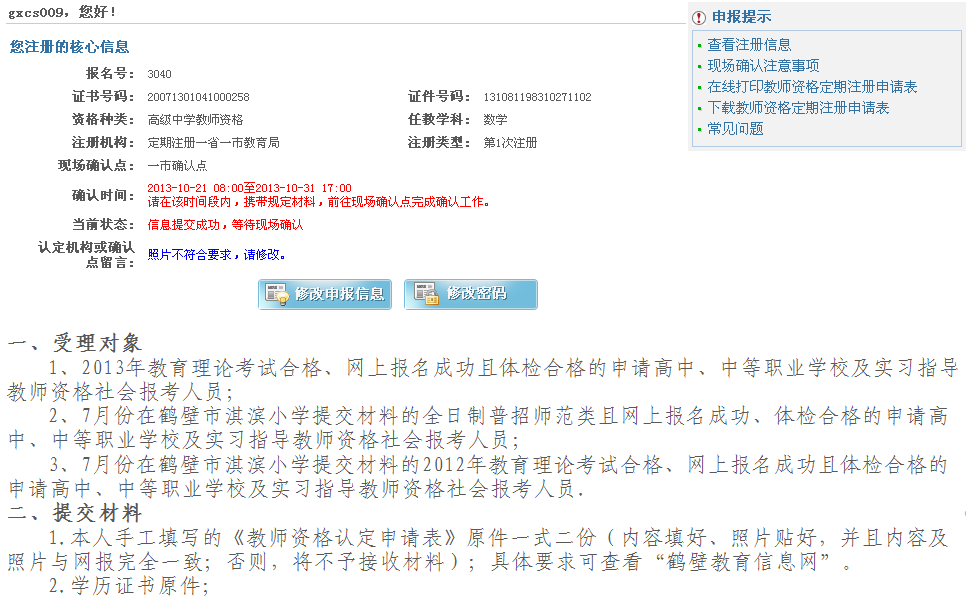 gxcs009，您好！
您注册的核心信息
报名号： 3040
证书号码： 20071301041000258 证件号码： 131081198310271102
资格种类： 高级中学教师资格 任教学科： 数学
注册机构： 定期注册一省一市教育局 注册类型： 第1次注册
现场确认点： 一市确认点
确认时间： 2013-10-21 08:00至2013-10-31 17:00
请在该时间段内，携带规定材料，前往现场确认点完成确认工作。
当前状态： 信息提交成功，等待现场确认
认定机构或确认
点留言： 照片不符合要求，请修改。
修改申报信息 修改密码
申报提示
查看注册信息
现场确认注意事项
在线打印教师资格定期注册申请表
下载教师资格定期注册申请表
常见问题
一、受理对象
1、2013年教育理论考试合格、网上报名成功且体检合格的申请高中、中等职业学校及实习指导
教师资格社会报考人员；
2、7月份在鹤壁市淇滨小学提交材料的全日制普招师范类且网上报名成功、体检合格的申请高
中、中等职业学校及实习指导教师资格社会报考人员；
3、7月份在鹤壁市淇滨小学提交材料的2012年教育理论考试合格、网上报名成功且体检合格的
申请高中、中等职业学校及实习指导教师资格社会报考人员.
二、提交材料
1.本人手工填写的《教师资格认定申请表》原件一式二份（内容填好、照片贴好，并且内容及
照片与网报完全一致；否则，将不予接收材料）；具体要求可查看“鹤壁教育信息网”。
2.学历证书原件；